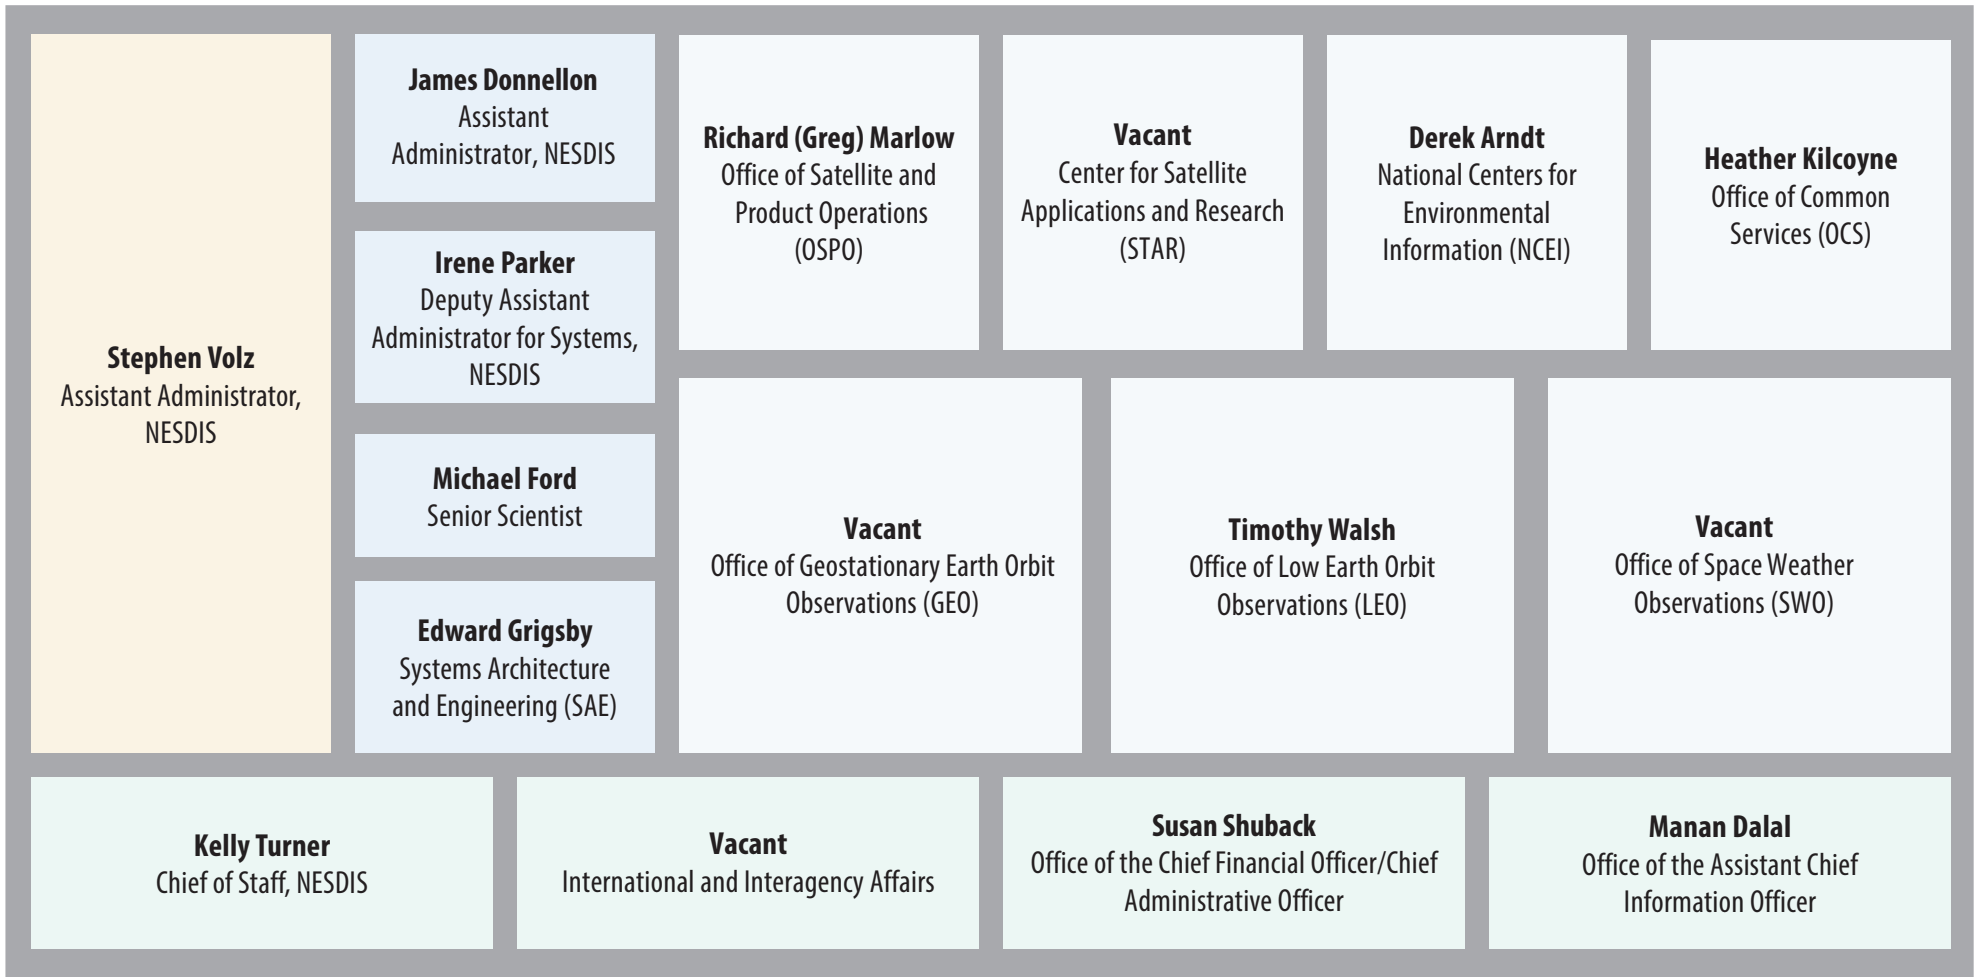 Stephen Volz
Assistant Administrator,
NESDIS
James Donnellon
Assistant
Administrator, NESDIS
Irene Parker
Deputy Assistant
Administrator for Systems,
NESDIS
Michael Ford
Senior Scientist
Edward Grigsby
Systems Architecture
and Engineering (SAE)
Richard (Greg) Marlow
Office of Satellite and
Product Operations
(OSPO)
Vacant
Center for Satellite
Applications and Research
(STAR)
Derek Arndt
National Centers for
Environmental
Information (NCEI)
Heather Kilcoyne
Office of Common
Services (OCS)
Vacant
Office of Geostationary Earth Orbit
Observations (GEO)
Timothy Walsh
Office of Low Earth Orbit
Observations (LEO)
Vacant
Office of Space Weather
Observations (SWO)
Kelly Turner
Chief of Staff, NESDIS
Vacant
International and Interagency Affairs
Susan Shuback
Office of the Chief Financial Officer/Chief
Administrative Officer
Manan Dalal
Office of the Assistant Chief
Information Officer